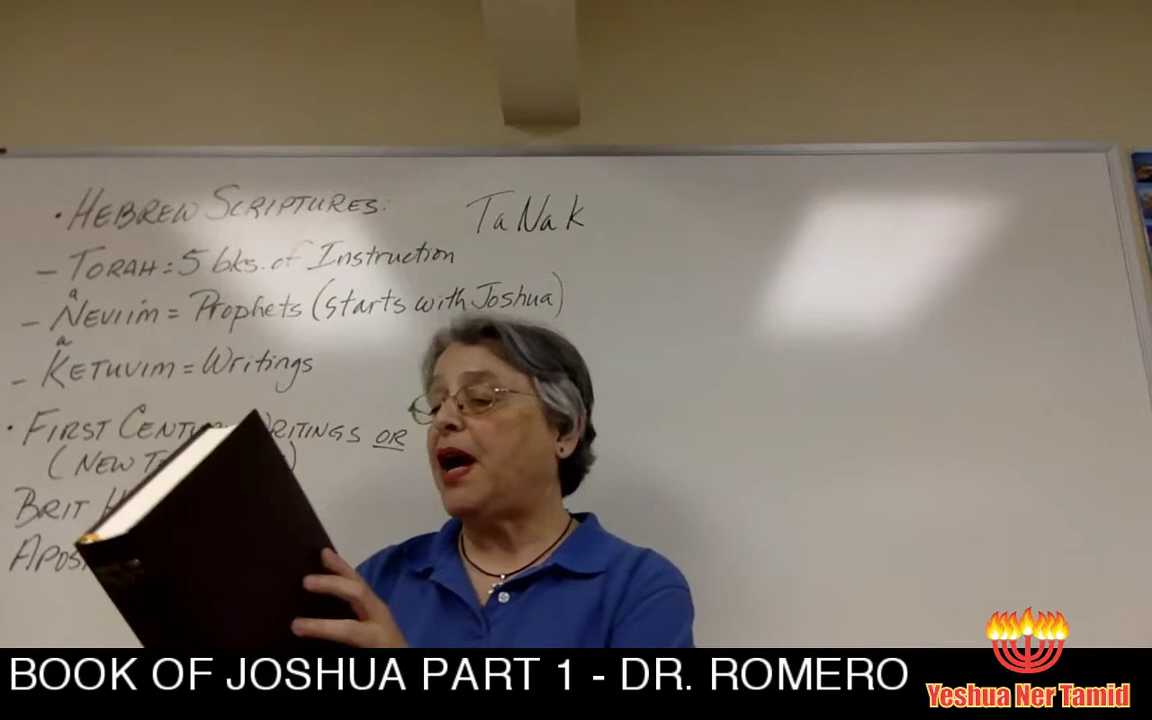 • HEBREW SCRIPTURES:
TaNaK
- TORAH = 5 bks. of Instruction
a
- NEVIIM = Prophets (starts with Joshua)
a
- KETUVIM = Writings
• FIRST CENTU RITINGS OR
(NEW T )
BRIT H
APOS
BOOK OF JOSHUA PART 1 - DR. ROMERO
Yeshua Ner Tamid